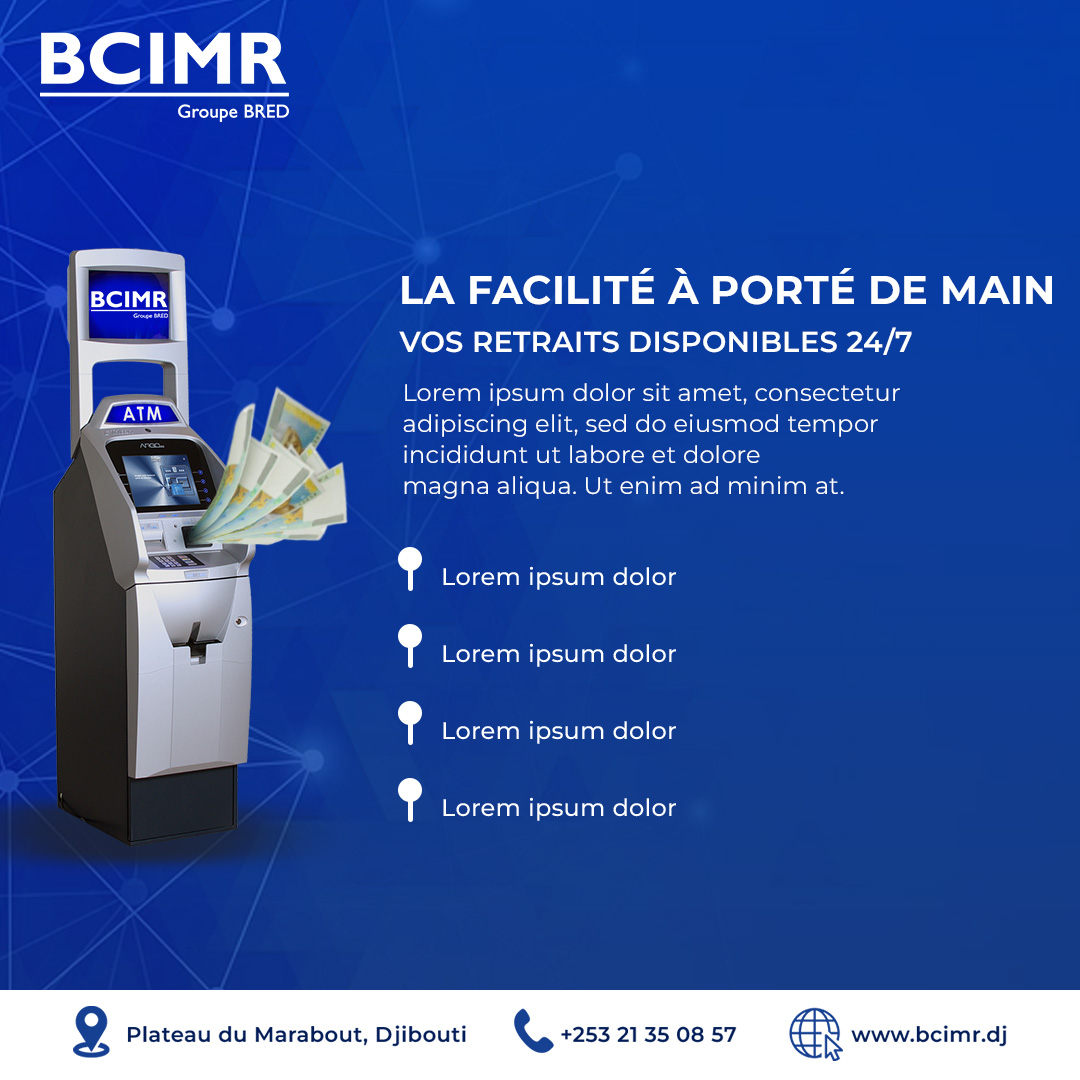 BCIMR
Groupe BRED
BCIMR
Groupe BRED
ATM
LA FACILITÉ À PORTÉ DE MAIN
VOS RETRAITS DISPONIBLES 24/7
Lorem ipsum dolor sit amet, consectetur
adipiscing elit, sed do eiusmod tempor
incididunt ut labore et dolore
magna aliqua. Ut enim ad minim at.
Lorem ipsum dolor
Lorem ipsum dolor
Lorem ipsum dolor
Lorem ipsum dolor
Plateau du Marabout, Djibouti
+253 21 35 08 57
www.bcimr.dj